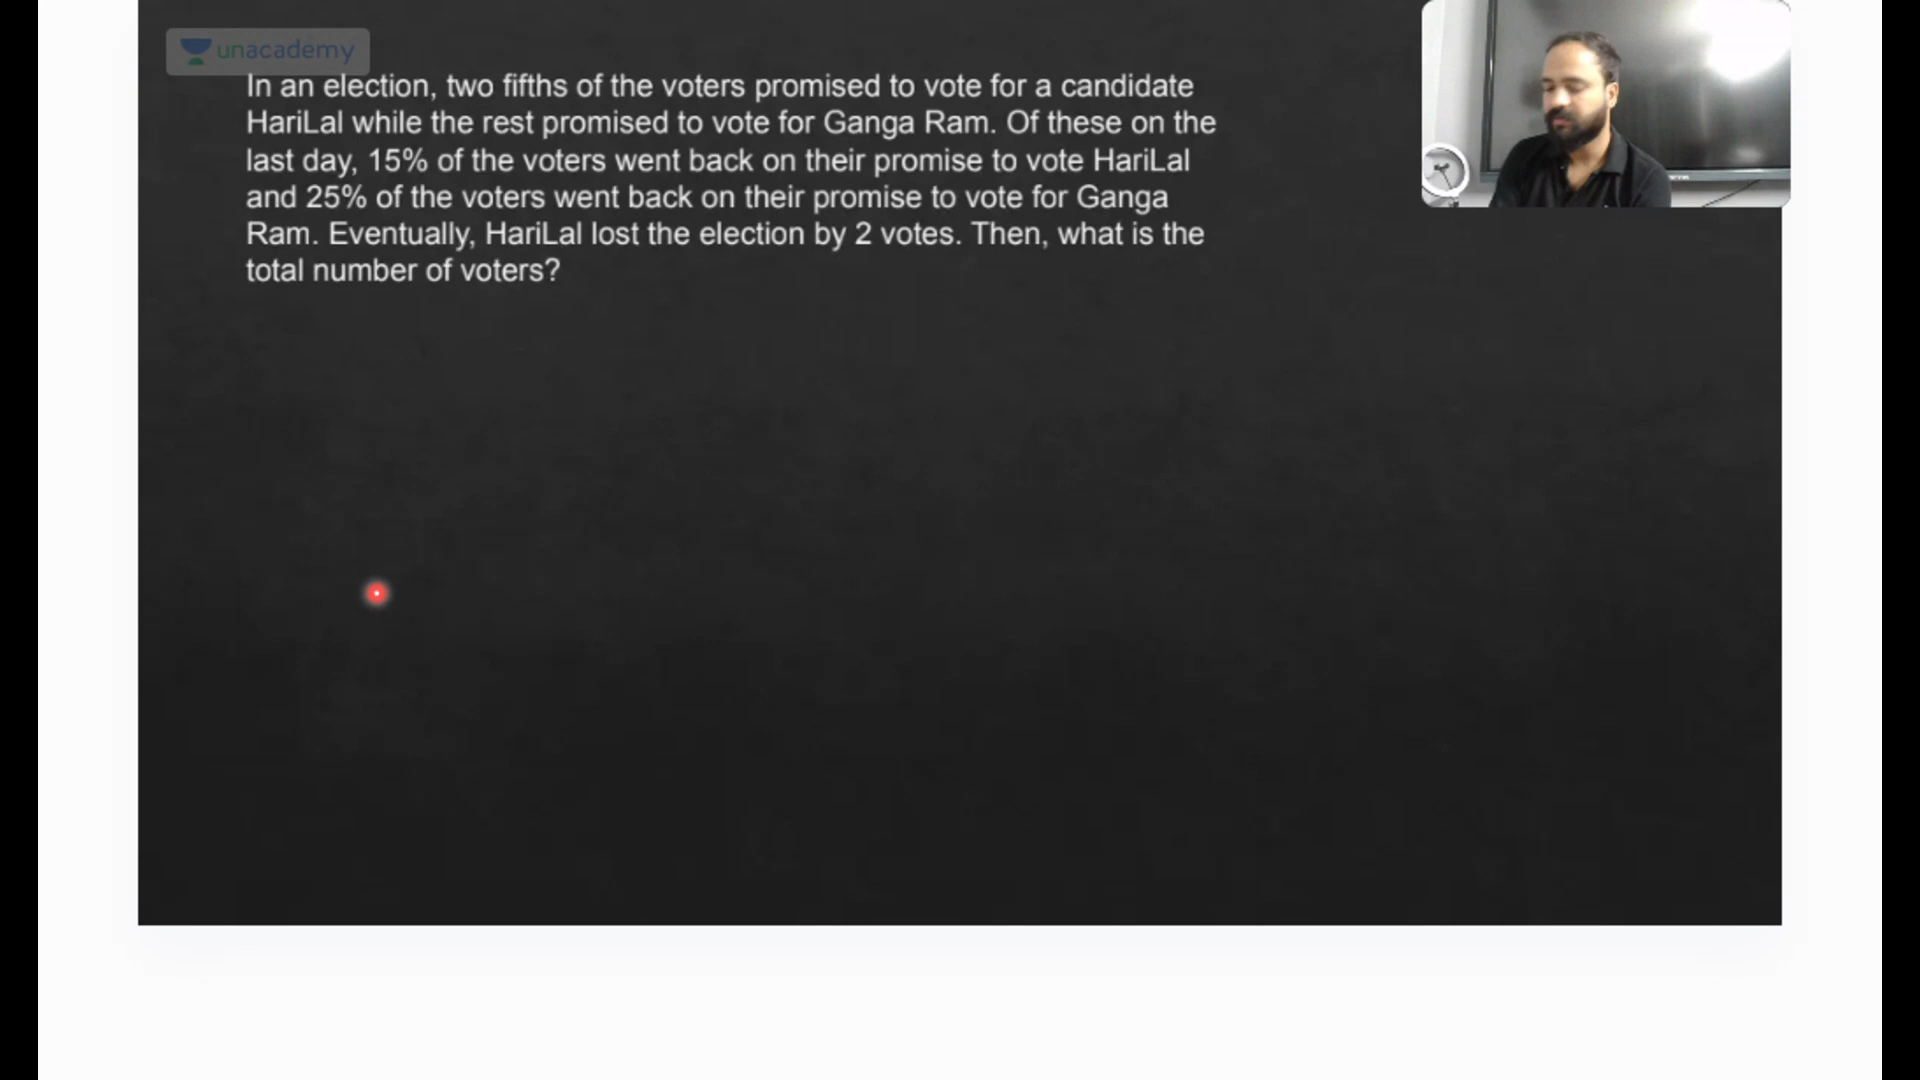 unacademy
In an election, two fifths of the voters promised to vote for a candidate
HariLal while the rest promised to vote for Ganga Ram. Of these on the
last day, 15% of the voters went back on their promise to vote HariLal
and 25% of the voters went back on their promise to vote for Ganga
Ram. Eventually, HariLal lost the election by 2 votes. Then, what is the
total number of voters?